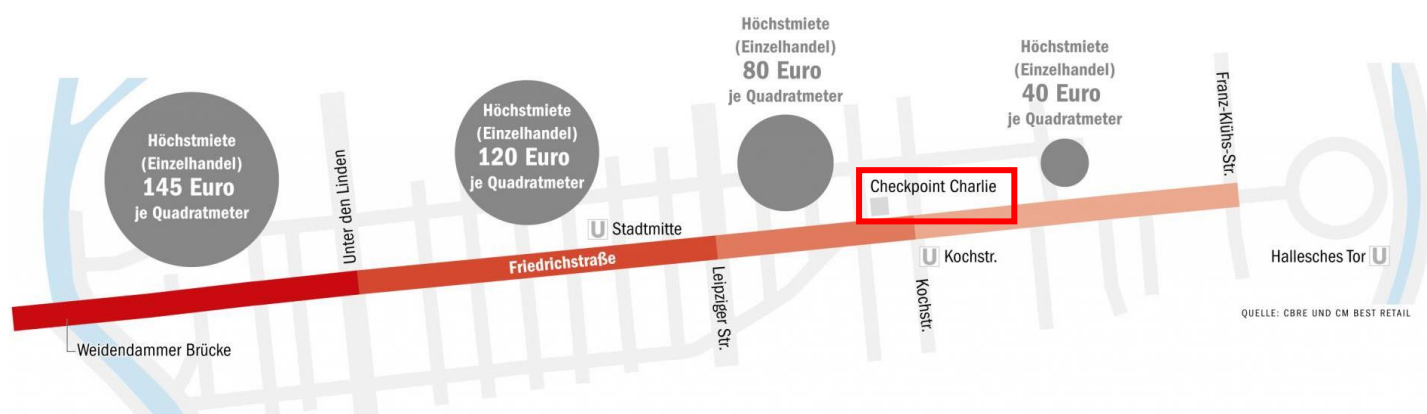 Höchstmiete
(Einzelhandel)
145 Euro
je Quadratmeter
Höchstmiete
(Einzelhandel)
120 Euro
je Quadratmeter
Höchstmiete
(Einzelhandel)
80 Euro
je Quadratmeter
Höchstmiete
(Einzelhandel)
40 Euro
je Quadratmeter
Unter den Linden
U Stadtmitte
Friedrichstraße
Leipziger Str.
Checkpoint Charlie
U Kochstr.
Kochstr.
Franz-Klühs-Str.
Hallesches Tor U
Weidendammer Brücke
QUELLE: CBRE UND CM BEST RETAIL